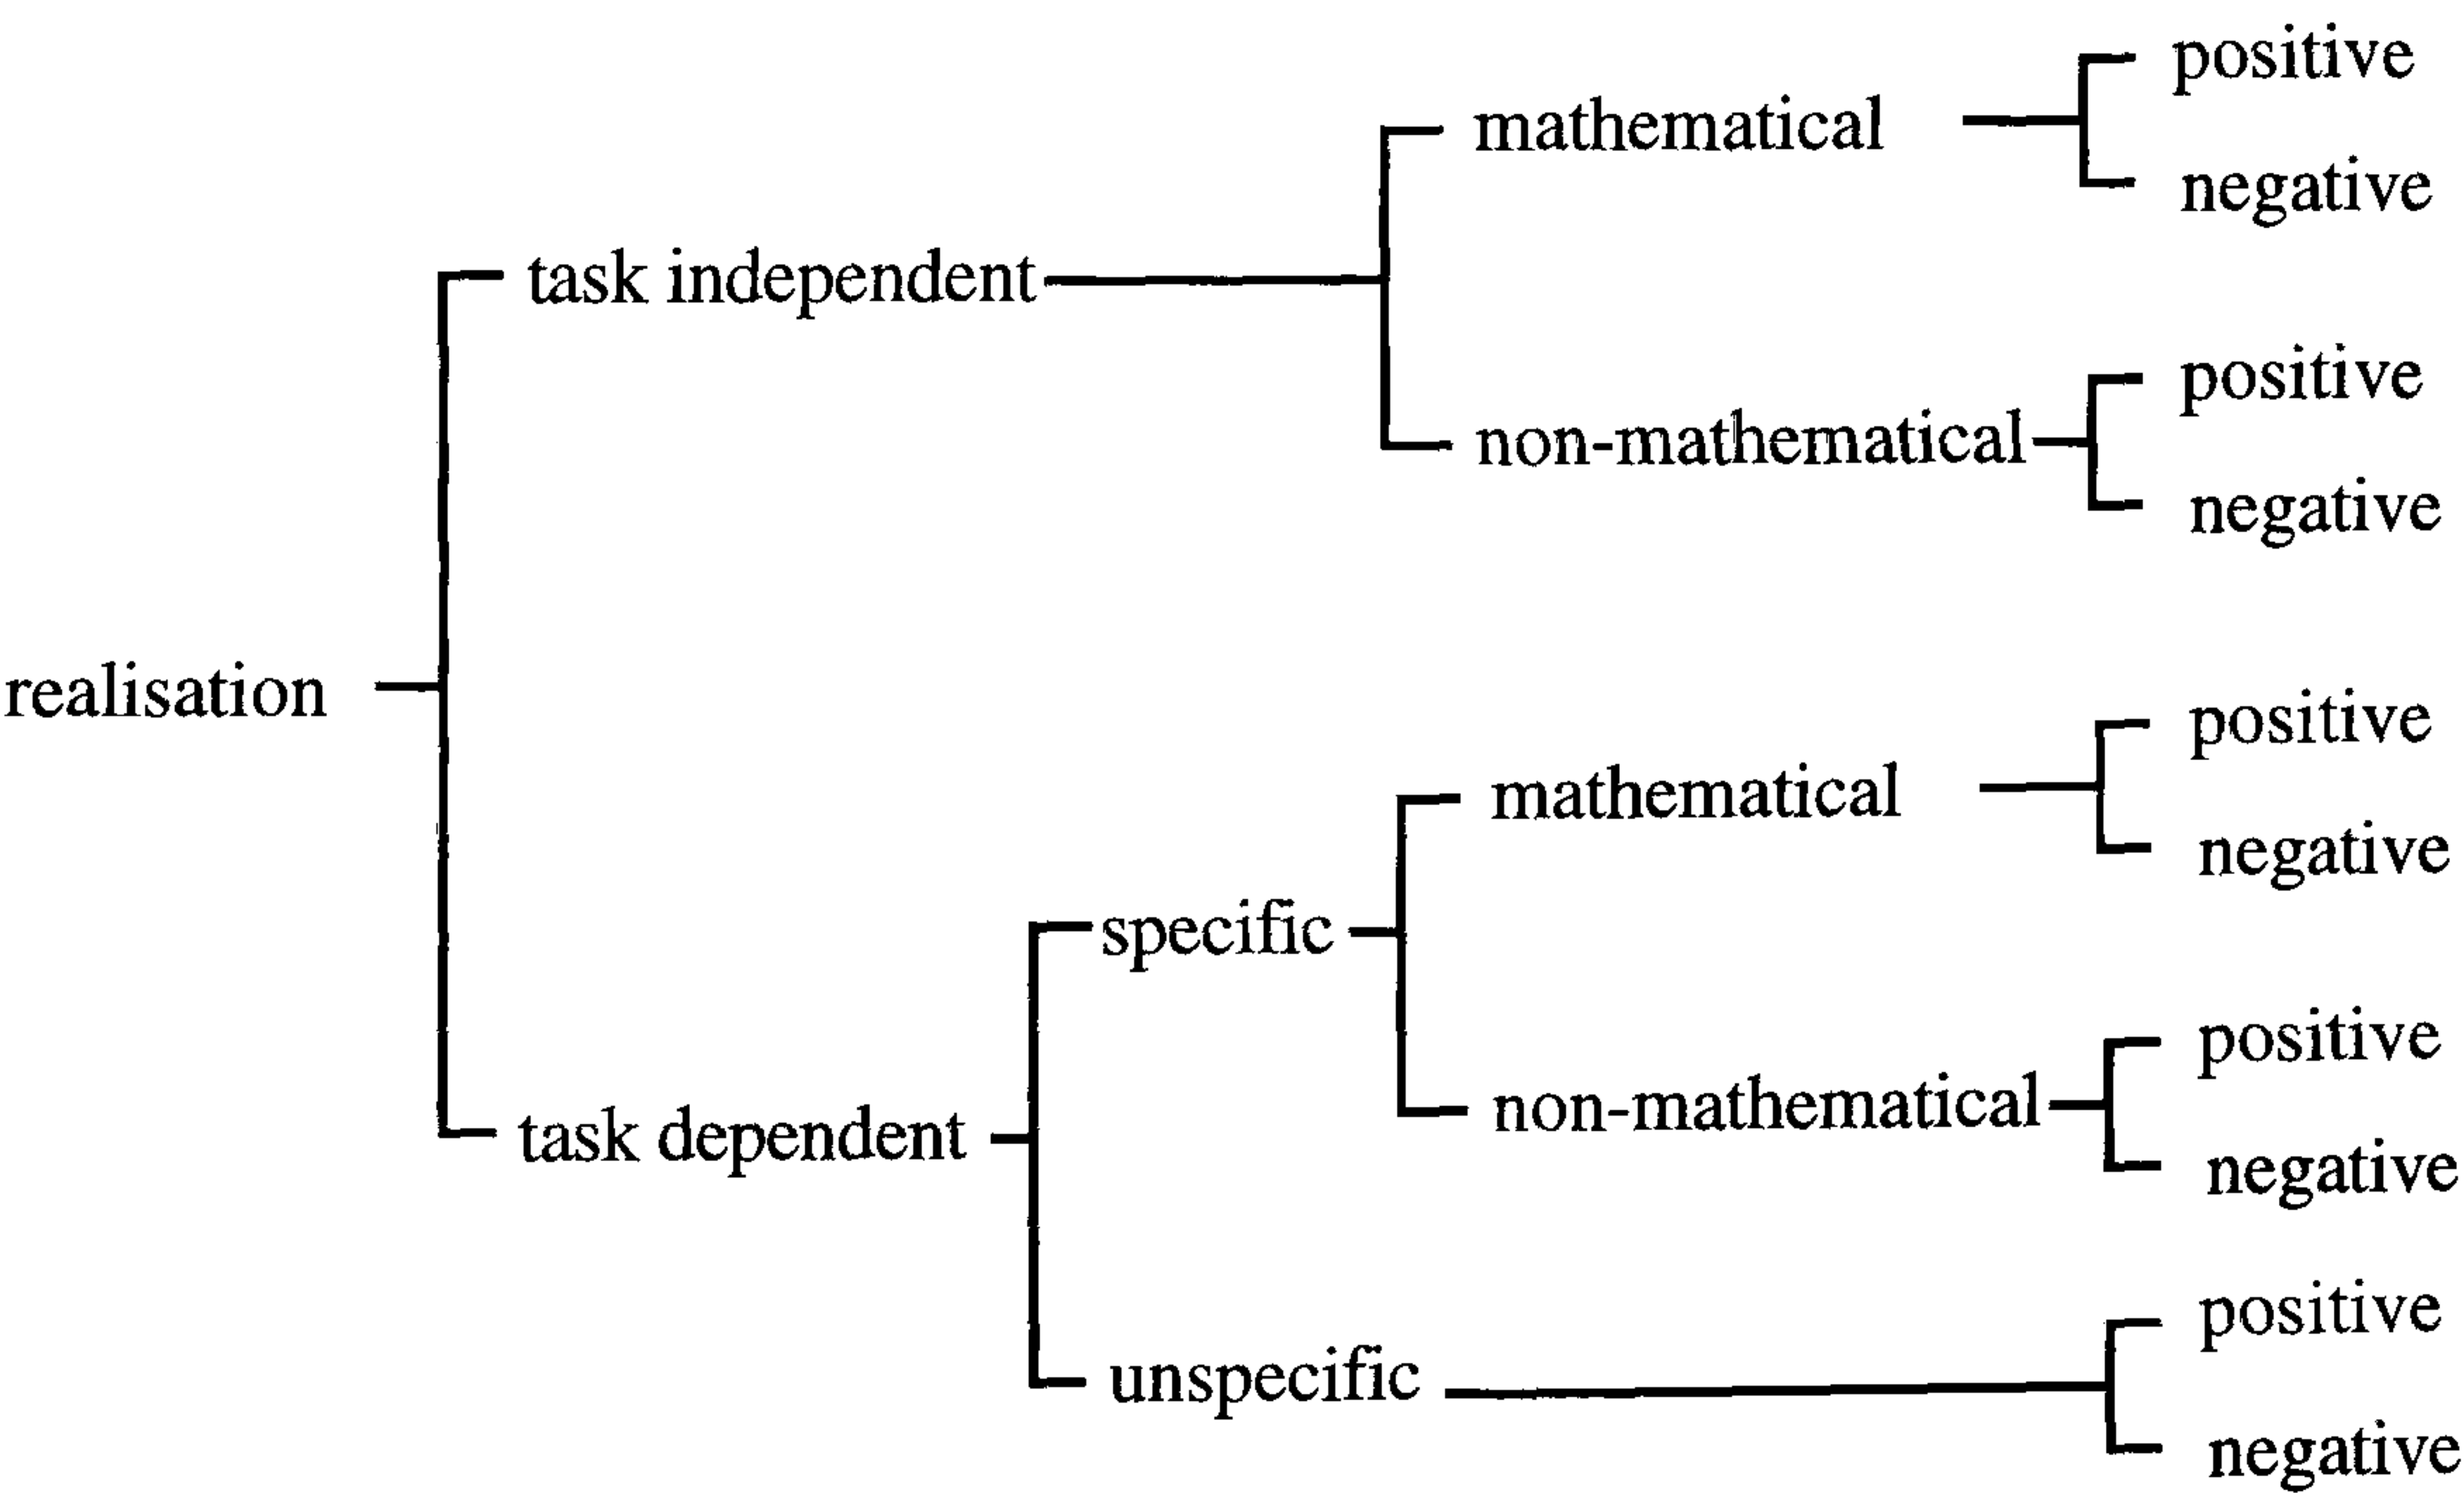 positive
mathematical
negative
task independent
positive
non-mathematical
negative
realisation
positive
mathematical
negative
specific
positive
non-mathematical
task dependent
negative
positive
unspecific
negative